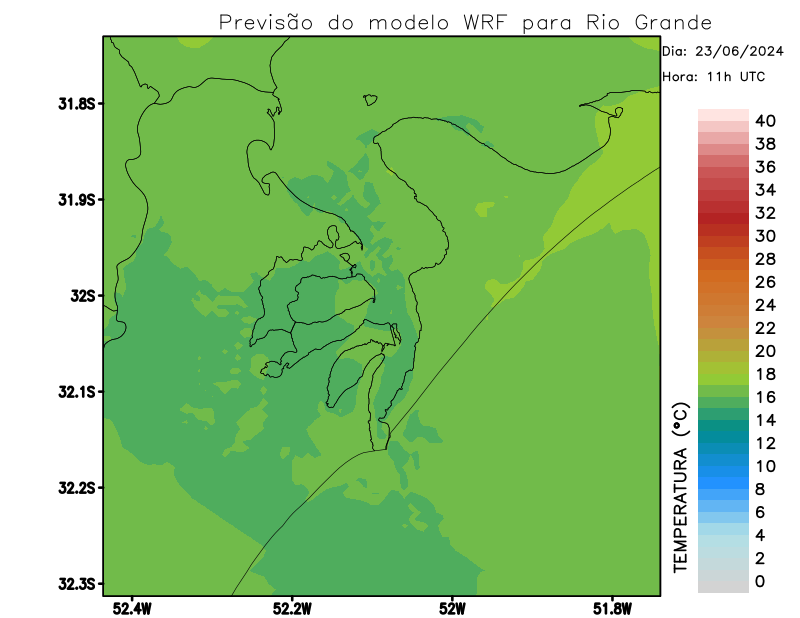 Previsão do modelo WRF para Rio Grande
Dia: 23/06/2024
Hora: 11h UTC
31.8S
31.9S
32S
32.1S
32.2S
32.3S
52.4W
52.2W
52W
51.8W
TEMPERATURA (°C)
40
38
36
34
32
30
28
26
24
22
20
18
16
14
12
10
8
6
4
2
0